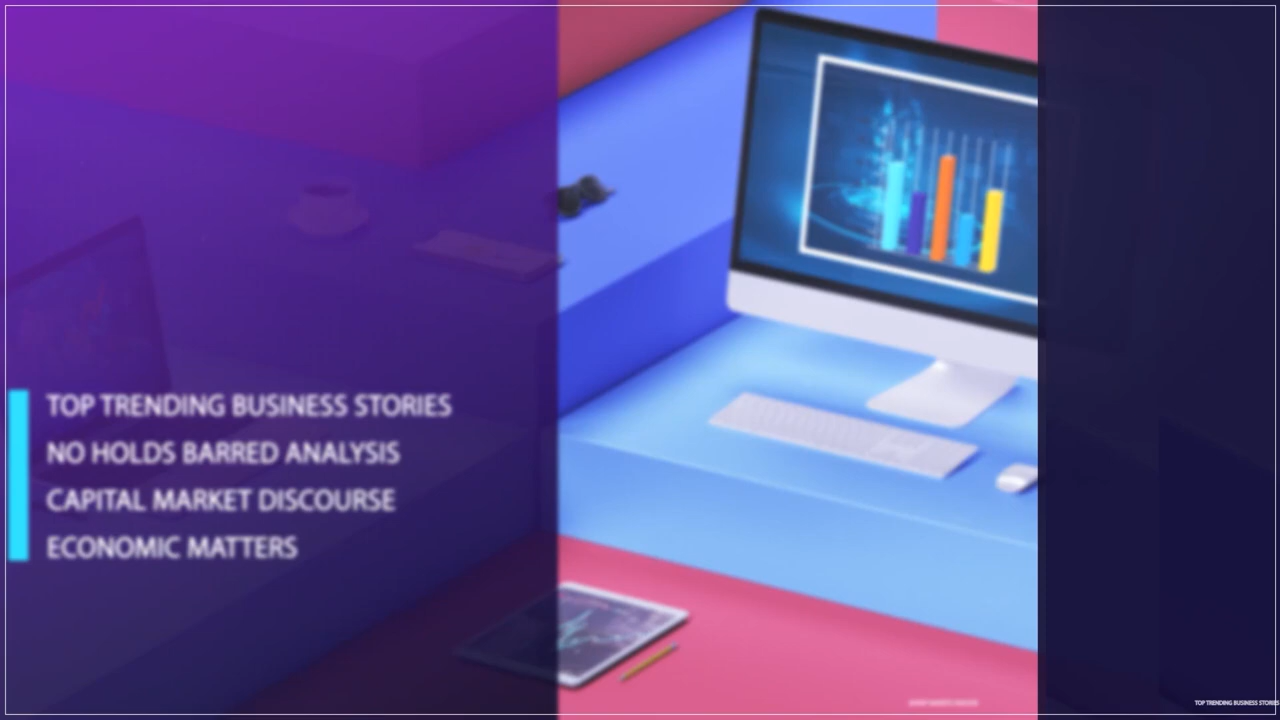 TOP TRENDING BUSINESS STORIES
NO HOLDS BARRED ANALYSIS
CAPITAL MARKET DISCOURSE
ECONOMIC MATTERS
TOP TRENDING BUSINESS STORIES